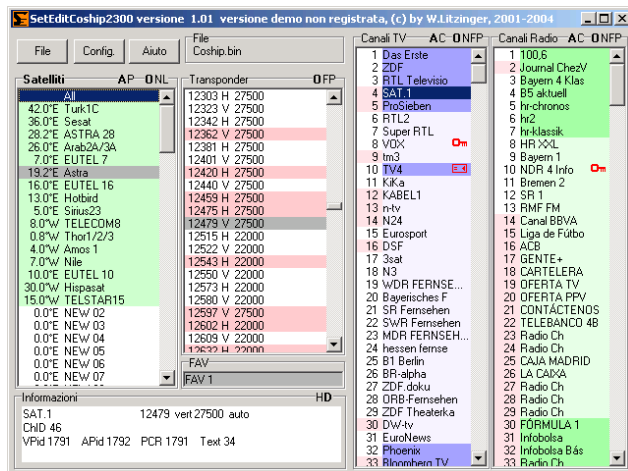 SetEditCoship2300 versione 1.01 versione demo non registrata, (c) by W.Litzinger, 2001-2004
File
Config.
Aiuto
File
Coship.bin
Satelliti AP ONL
All
42.0°E Turk1C
36.0°E Sesat
28.2°E ASTRA 28
26.0°E Arab2A/3A
7.0°E EUTEL 7
19.2°E Astra
16.0°E EUTEL 16
13.0°E Hotbird
5.0°E Sirius23
8.0°W TELECOM8
0.8°W Thor1/2/3
4.0°W Amos 1
7.0°W Nile
10.0°E EUTEL 10
30.0°W Hispasat
15.0°W TELSTAR15
0.0°E NEW 02
0.0°E NEW 03
0.0°E NEW 04
0.0°E NEW 05
0.0°E NEW 06
0.0°E NEW 07
Transponder OFP
12303 H 27500
12323 V 27500
12342 H 27500
12362 V 27500
12381 H 27500
12401 V 27500
12420 H 27500
12440 V 27500
12459 H 27500
12475 H 27500
12479 V 27500
12515 H 22000
12522 V 22000
12543 H 22000
12550 V 22000
12573 H 22000
12580 V 22000
12597 V 27500
12602 H 22000
12609 V 22000
12632 H 22000
FAV
FAV 1
Informazioni HD
SAT.1 12479 vert 27500 auto
ChID 46
VPid 1791 APid 1792 PCR 1791 Text 34
Canali TV AC ONFP
1 Das Erste
2 ZDF
3 RTL Televisio
4 SAT.1
5 ProSieben
6 RTL2
7 Super RTL
8 VOX
9 tm3
10 TV4
11 KiKa
12 KABEL1
13 n-tv
14 N24
15 Eurosport
16 DSF
17 3sat
18 N3
19 WDR FERNSE...
20 Bayerisches F
21 SR Fernsehen
22 SWR Fernsehen
23 MDR FERNSEH...
24 hessen fernse
25 B1 Berlin
26 BR-alpha
27 ZDF.doku
28 ORB-Fernsehen
29 ZDF Theaterka
30 DW-tv
31 EuroNews
32 Phoenix
33 Bloomberg TV
Canali Radio AC ONFP
1 100,6
2 Journal ChezV
3 Bayern 4 Klas
4 B5 aktuell
5 hr-chronos
6 hr2
7 hr-klassik
8 HR XXL
9 Bayern 1
10 NDR 4 Info
11 Bremen 2
12 SR 1
13 RMF FM
14 Canal BBVA
15 Liga de Fútbo
16 ACB
17 GENTE+
18 CARTELERA
19 OFERTA TV
20 OFERTA PPV
21 CONTÁCTENOS
22 TELEBANCO 4B
23 Radio Ch
24 Radio Ch
25 CAJA MADRID
26 LA CAIXA
27 Radio Ch
28 Radio Ch
29 Radio Ch
30 FÓRMULA 1
31 Infobolsa
32 Infobolsa Bás
33 Radio Ch